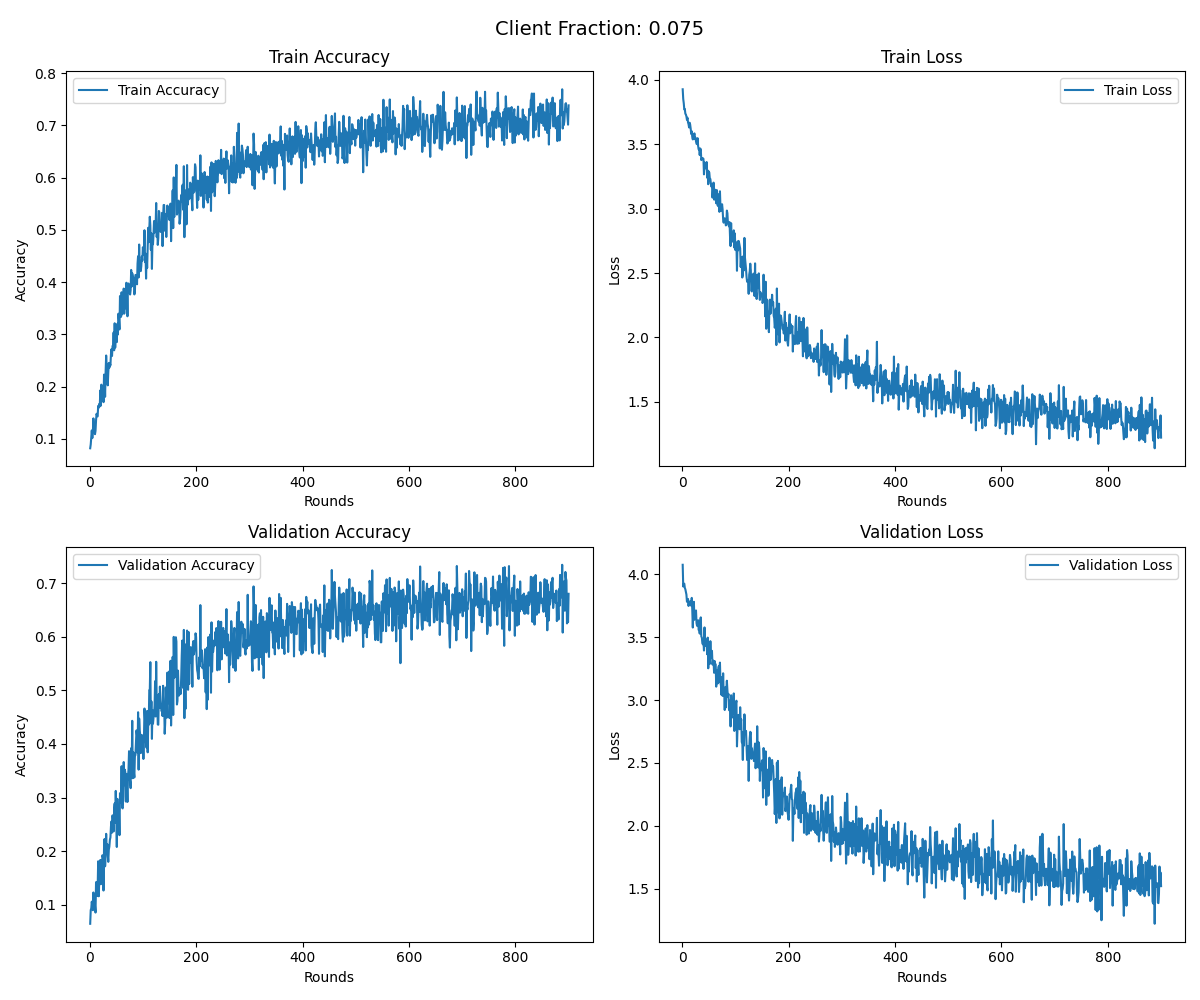 Client Fraction: 0.075
Train Accuracy
Train Accuracy
0.8
0.7
0.6
0.5
0.4
0.3
0.2
0.1
Accuracy
0 200 400 600 800
Rounds
Train Loss
Train Loss
4.0
3.5
3.0
2.5
2.0
1.5
Loss
0 200 400 600 800
Rounds
Validation Accuracy
Validation Accuracy
0.7
0.6
0.5
0.4
0.3
0.2
0.1
Accuracy
0 200 400 600 800
Rounds
Validation Loss
Validation Loss
4.0
3.5
3.0
2.5
2.0
1.5
Loss
0 200 400 600 800
Rounds